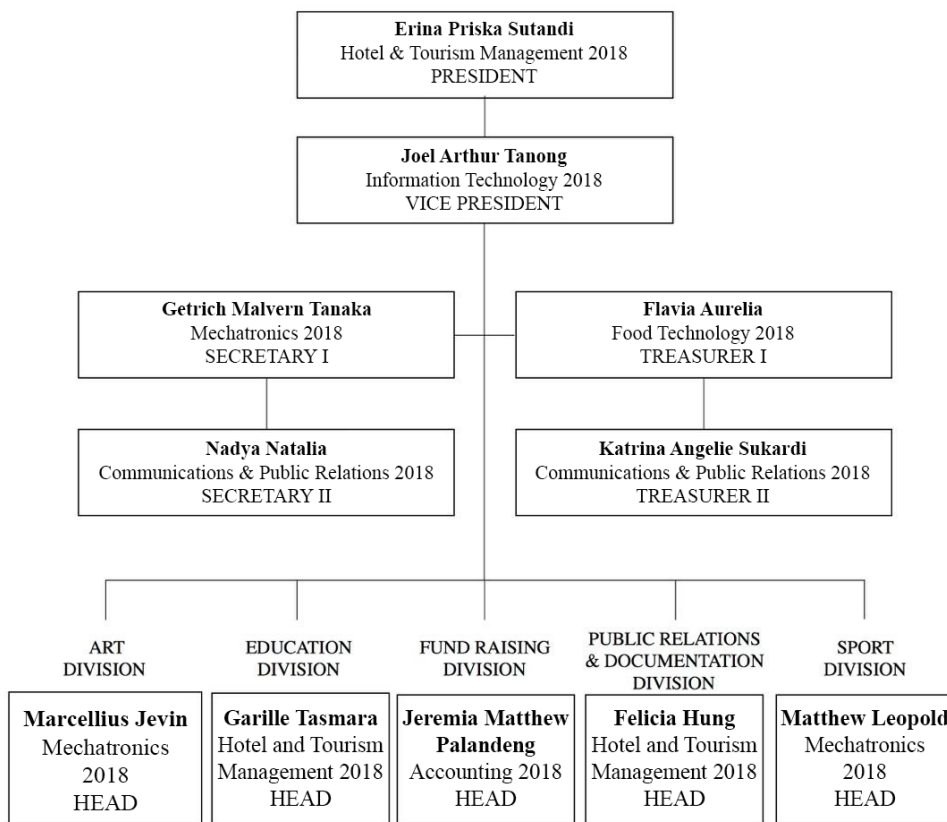 Erina Priska Sutandi
Hotel & Tourism Management 2018
PRESIDENT
Joel Arthur Tanong
Information Technology 2018
VICE PRESIDENT
Getrich Malvern Tanaka
Mechatronics 2018
SECRETARY I
Flavia Aurelia
Food Technology 2018
TREASURER I
Nadya Natalia
Communications & Public Relations 2018
SECRETARY II
Katrina Angelie Sukardi
Communications & Public Relations 2018
TREASURER II
ART
DIVISION
Marcellius Jevin
Mechatronics
2018
HEAD
EDUCATION
DIVISION
Garille Tasmara
Hotel and Tourism
Management 2018
HEAD
FUND RAISING
DIVISION
Jeremia Matthew
Palandeng
Accounting 2018
HEAD
PUBLIC RELATIONS
& DOCUMENTATION
DIVISION
Felicia Hung
Hotel and Tourism
Management 2018
HEAD
SPORT
DIVISION
Matthew Leopold
Mechatronics
2018
HEAD